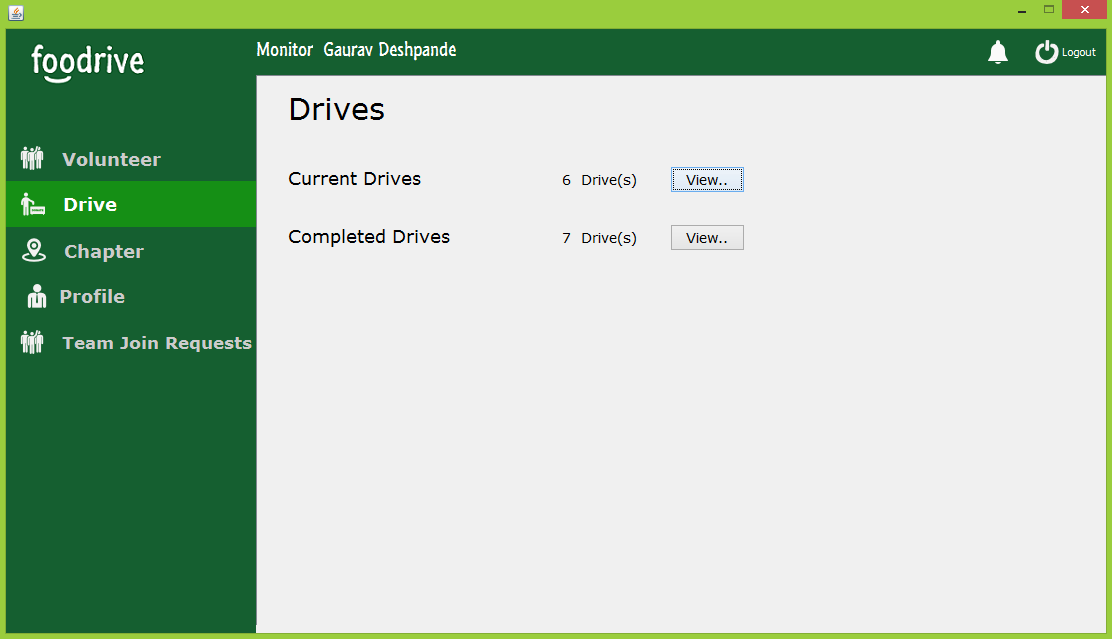 foodrive
Monitor Gaurav Deshpande
Logout
Volunteer
Drive
Chapter
Profile
Team Join Requests
Drives
Current Drives 6 Drive(s) View..
Completed Drives 7 Drive(s) View..